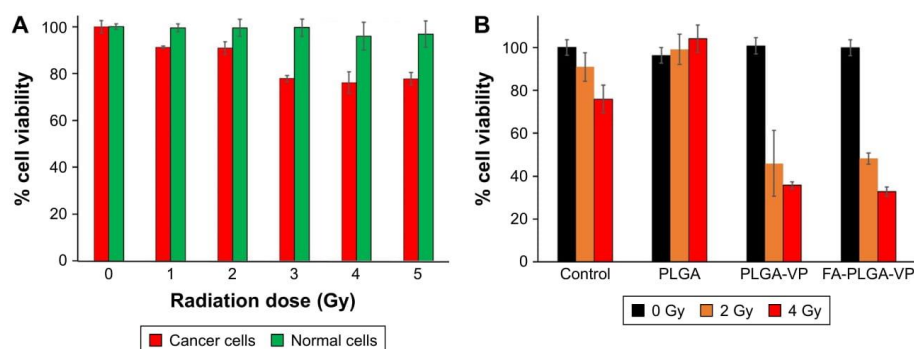 A
% cell viability
120
100
80
60
40
20
0
0 1 2 3 4 5
Radiation dose (Gy)
Cancer cells Normal cells
B
% cell viability
120
100
80
60
40
20
0
Control PLGA PLGA-VP FA-PLGA-VP
0 Gy 2 Gy 4 Gy